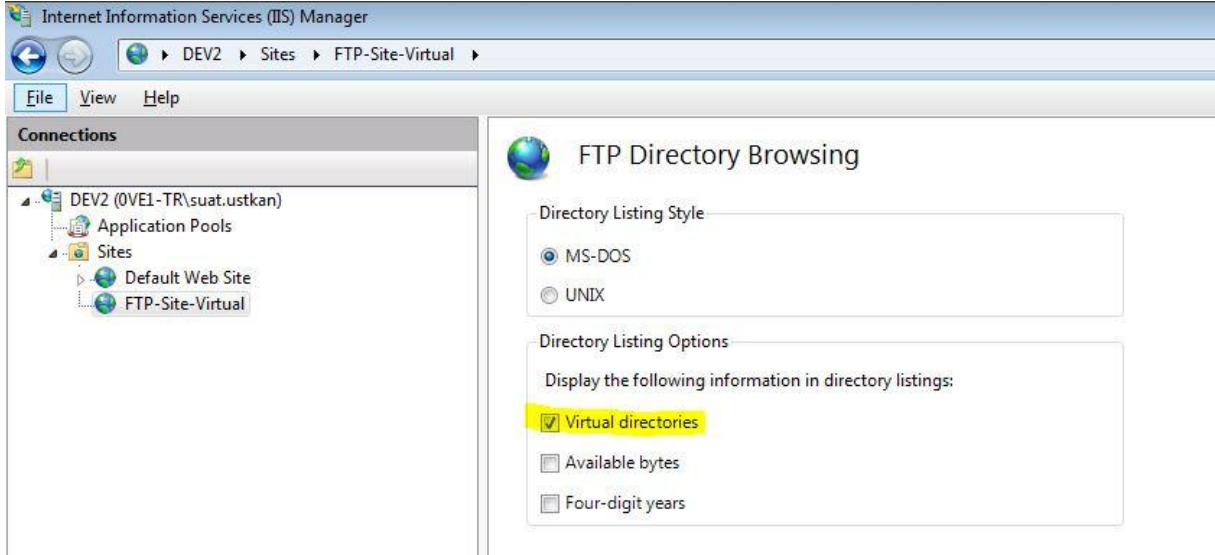 Internet Information Services (IIS) Manager
DEV2 Sites FTP-Site-Virtual
File View Help
Connections
DEV2 (0VE1-TR\suat.ustkan)
Application Pools
Sites
Default Web Site
FTP-Site-Virtual
FTP Directory Browsing
Directory Listing Style
MS-DOS
UNIX
Directory Listing Options
Display the following information in directory listings:
Virtual directories
Available bytes
Four-digit years